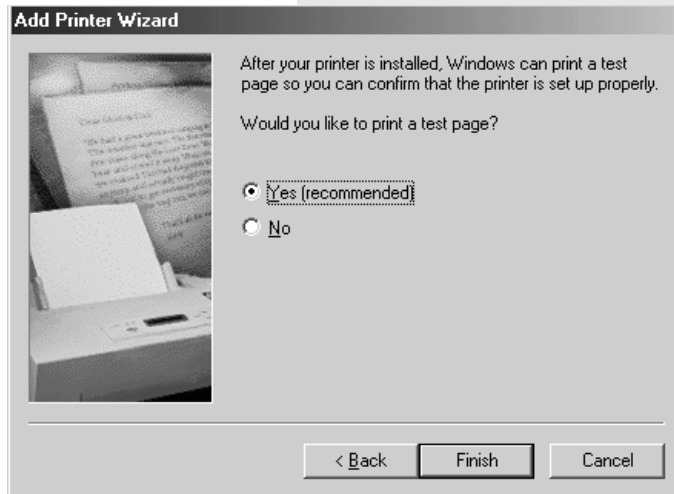 Add Printer Wizard
After your printer is installed, Windows can print a test
page so you can confirm that the printer is set up properly.
Would you like to print a test page?
Yes (recommended)
No
< Back
Finish
Cancel